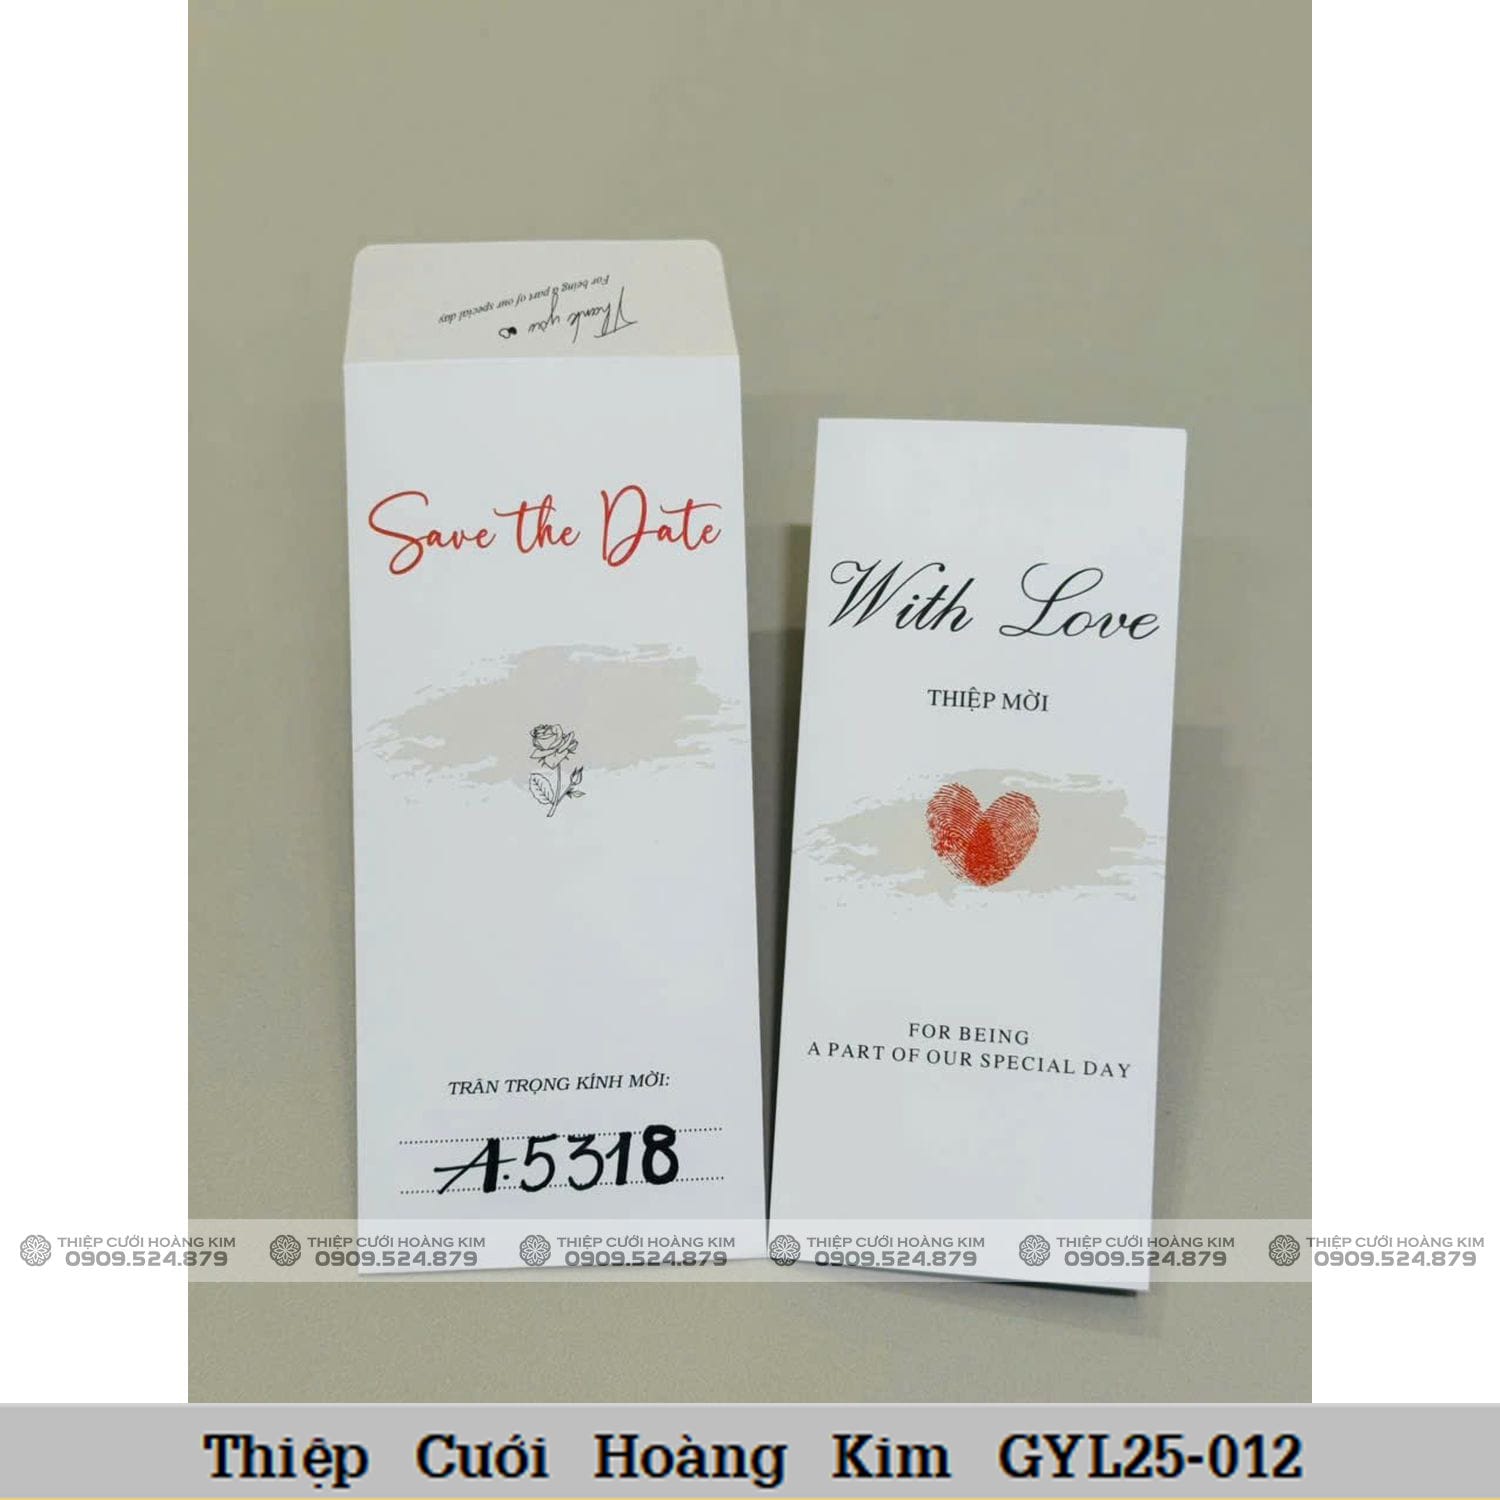 For being a part of our special day
Thank you
Save the Date
TRÂN TRỌNG KÍNH MỜI:
A.5318
With Love
THIỆP MỜI
FOR BEING
A PART OF OUR SPECIAL DAY
THIỆP CƯỚI HOÀNG KIM THIỆP CƯỚI HOÀNG KIM THIỆP CƯỚI HOÀNG KIM THIỆP CƯỚI HOÀNG KIM THIỆP CƯỚI HOÀNG KIM THIỆP CƯỚI HOÀNG KIM
0909.524.879 0909.524.879 0909.524.879 0909.524.879 0909.524.879 0909.524.879
Thiệp Cưới Hoàng Kim GYL25-012